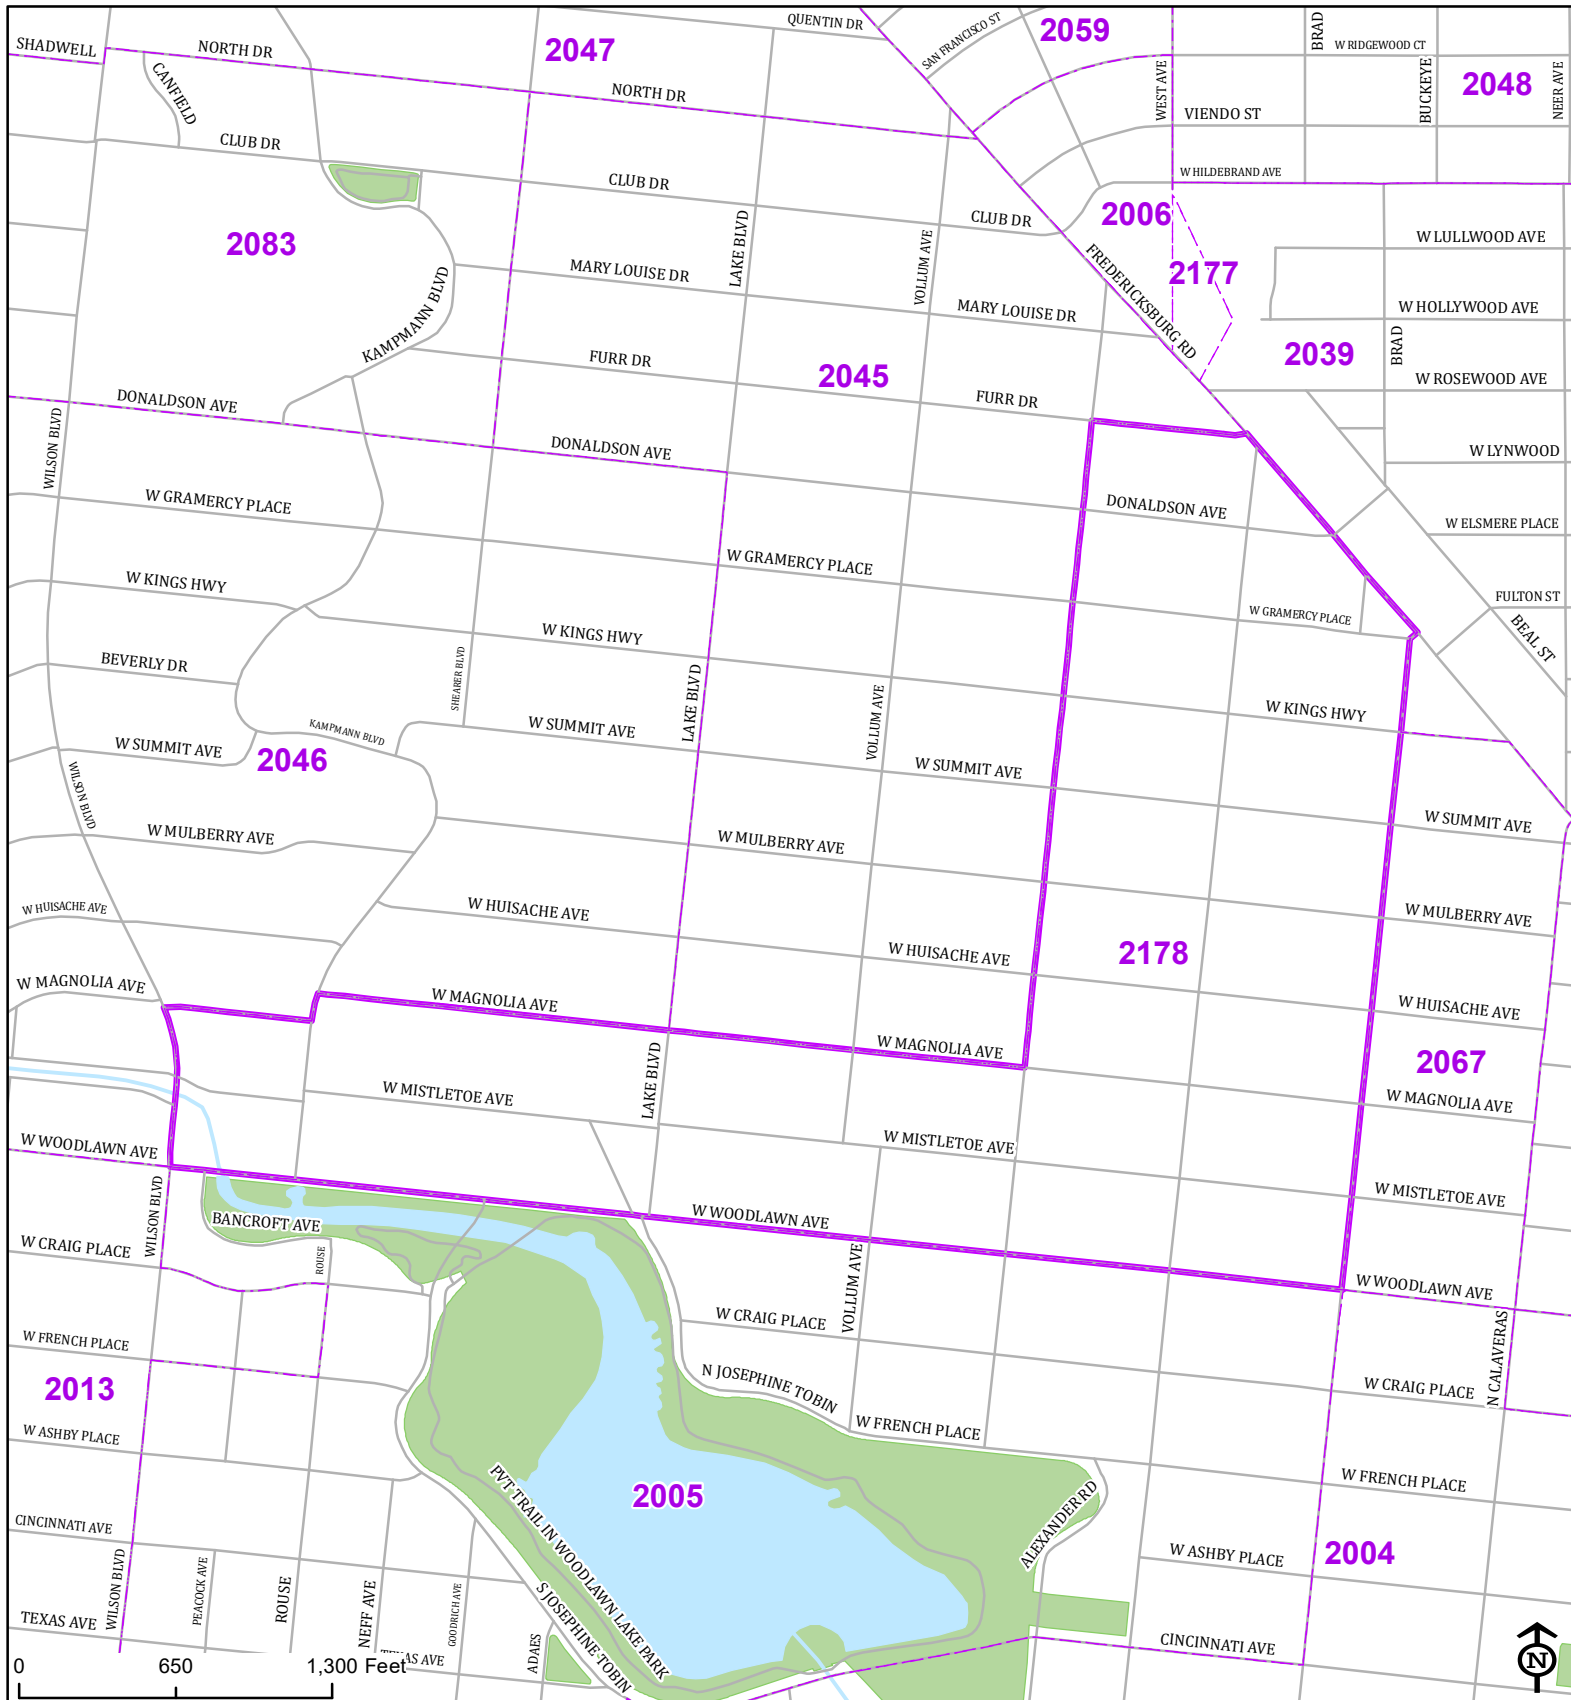 QUENTIN DR
SAN FRANCISCO ST
2059
BRAD
W RIDGEWOOD CT
SHADWELL
NORTH DR
2047
CANFIELD
NORTH DR
WEST AVE
BUCKEYE
2048
NEER AVE
VIENDO ST
CLUB DR
CLUB DR
W HILDEBRAND AVE
CLUB DR
2006
2083
LAKE BLVD
VOLLUM AVE
W LULLWOOD AVE
MARY LOUISE DR
FREDERICKSBURG RD
2177
KAMPMANN BLVD
MARY LOUISE DR
W HOLLYWOOD AVE
FURR DR
2045
2039
BRAD
W ROSEWOOD AVE
DONALDSON AVE
FURR DR
WILSON BLVD
DONALDSON AVE
W LYNWOOD
W GRAMERCY PLACE
DONALDSON AVE
W ELSMERE PLACE
W GRAMERCY PLACE
W KINGS HWY
W GRAMERCY PLACE
FULTON ST
BEAL ST
W KINGS HWY
BEVERLY DR
SHEARER BLVD
LAKE BLVD
VOLLUM AVE
W KINGS HWY
W SUMMIT AVE
KAMPMANN BLVD
W SUMMIT AVE
2046
W SUMMIT AVE
WILSON BLVD
W SUMMIT AVE
W MULBERRY AVE
W MULBERRY AVE
W HUISACHE AVE
W HUISACHE AVE
W MULBERRY AVE
W HUISACHE AVE
2178
W MAGNOLIA AVE
W MAGNOLIA AVE
W HUISACHE AVE
W MAGNOLIA AVE
2067
LAKE BLVD
W MISTLETOE AVE
W MAGNOLIA AVE
W WOODLAWN AVE
W MISTLETOE AVE
W MISTLETOE AVE
WILSON BLVD
BANCROFT AVE
W WOODLAWN AVE
W CRAIG PLACE
ROUSE
VOLLUM AVE
W WOODLAWN AVE
W CRAIG PLACE
W FRENCH PLACE
N CALAVERAS
2013
N JOSEPHINE TOBIN
W CRAIG PLACE
W FRENCH PLACE
W ASHBY PLACE
W FRENCH PLACE
PVT TRAIL IN WOODLAWN LAKE PARK
2005
ALEXANDER RD
CINCINNATI AVE
W ASHBY PLACE
2004
WILSON BLVD
PEACOCK AVE
ROUSE
NEFF AVE
GOODRICH AVE
S JOSEPHINE TOBIN
TEXAS AVE
ADAES
CINCINNATI AVE
TEXAS AVE
0 650 1,300 Feet
N